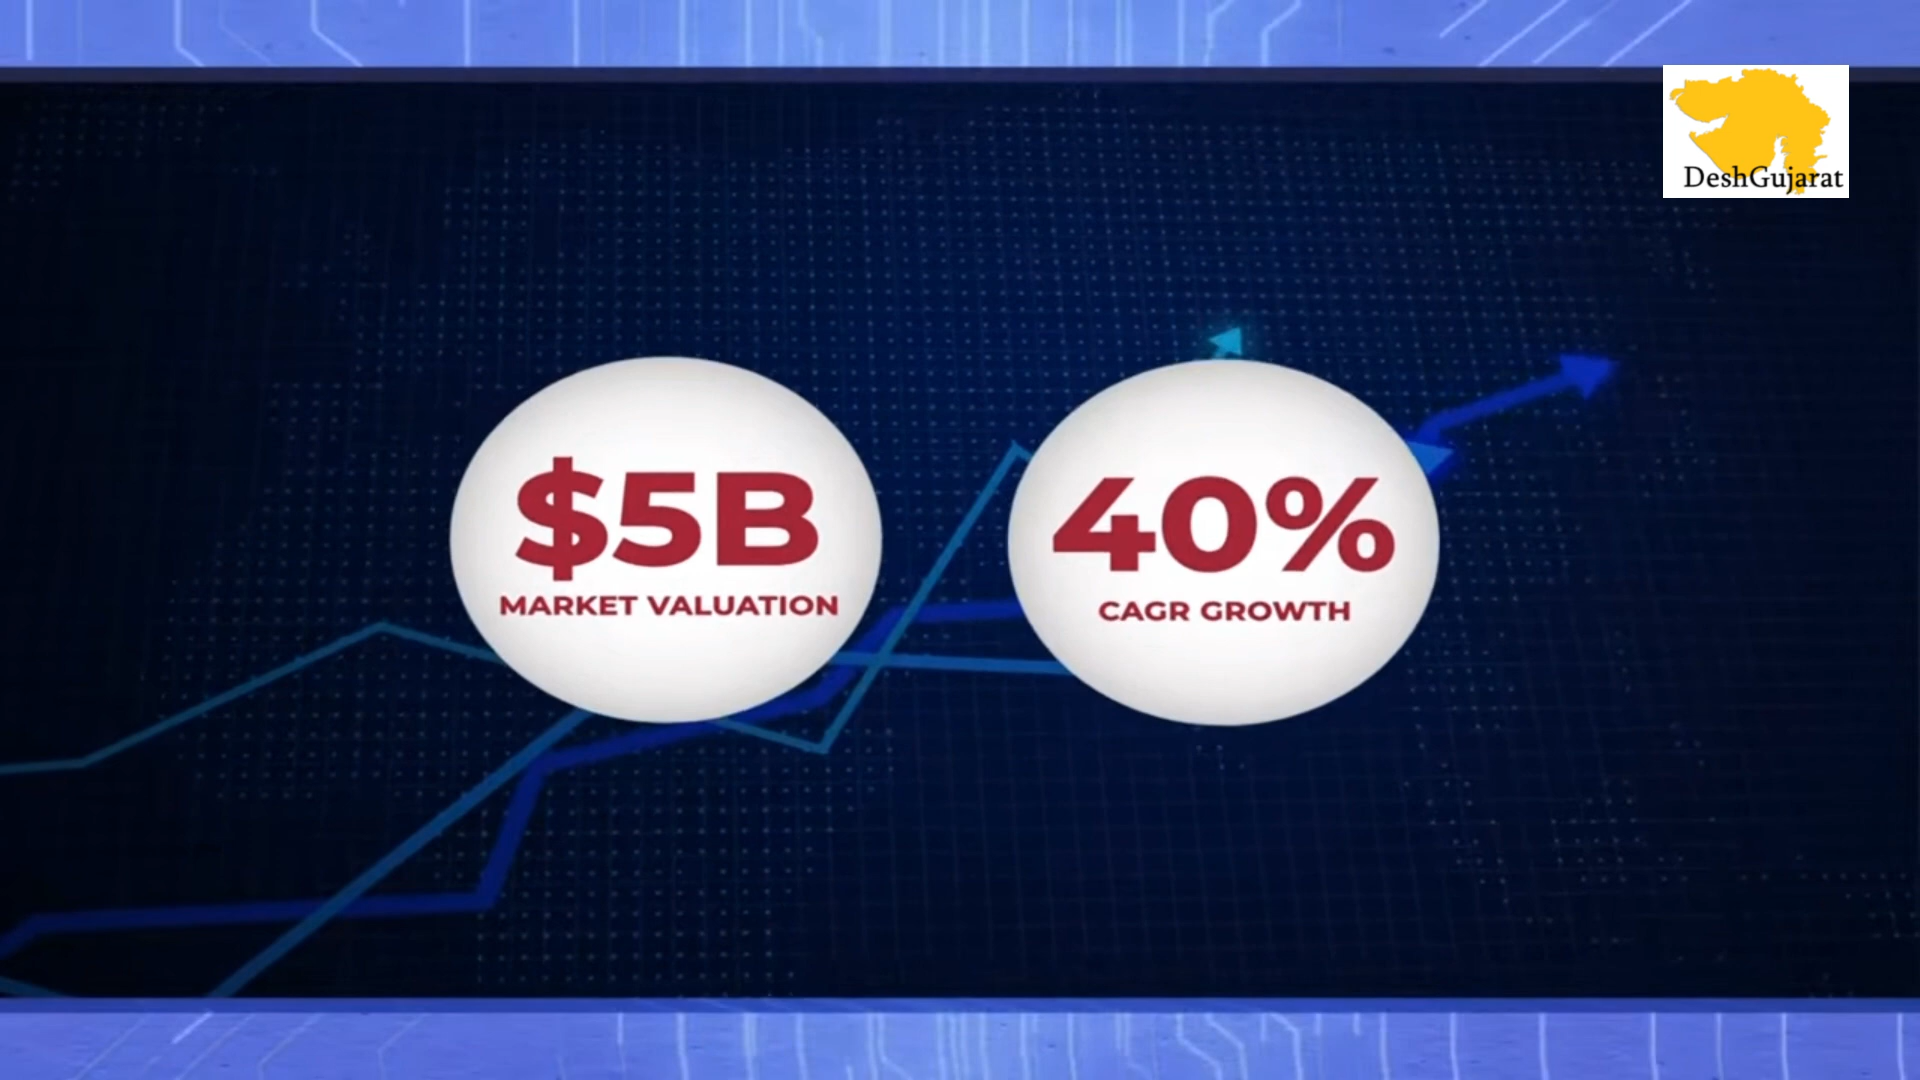 DeshGujarat
$5B
MARKET VALUATION
40%
CAGR GROWTH